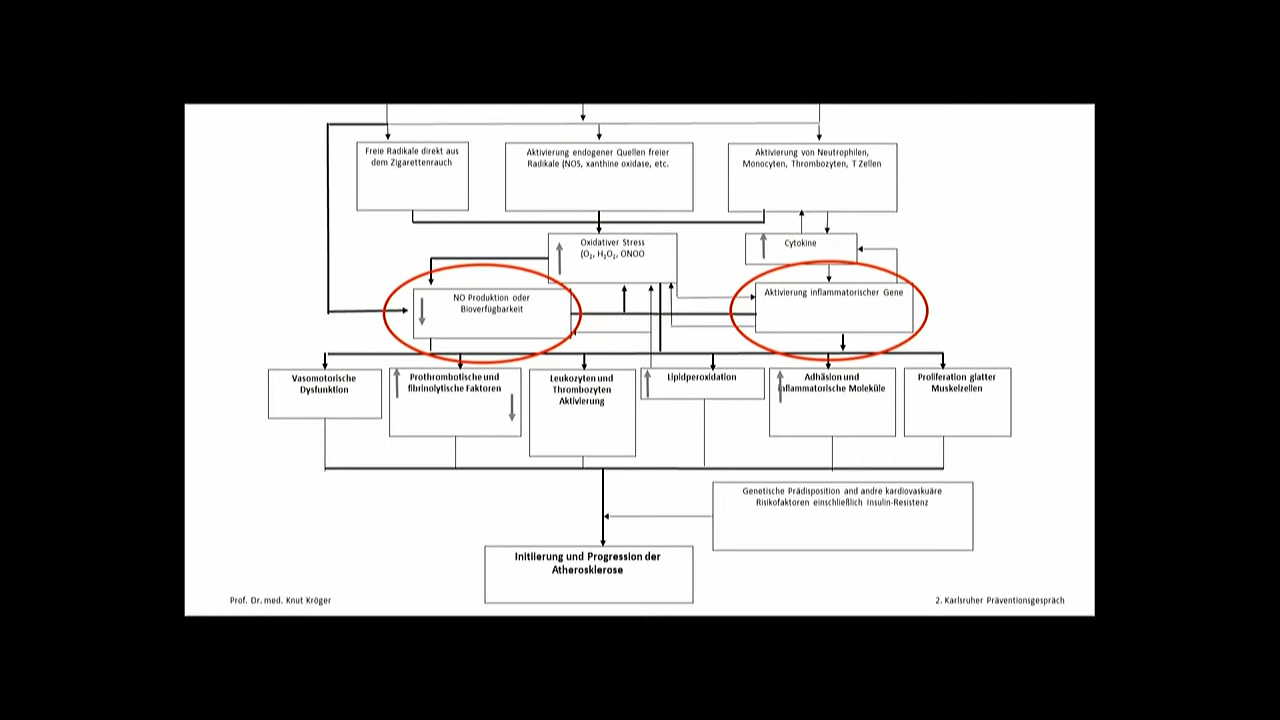 Freie Radikale direkt aus
dem Zigarettenrauch
Aktivierung endogener Quellen freier
Radikale (NOS, xanthine oxidase, etc.
Aktivierung von Neutrophilen,
Monocyten, Thrombozyten, T Zellen
Oxidativer Stress
(O₂, H₂O₂, ONOO
Cytokine
NO Produktion oder
Bioverfügbarkeit
Aktivierung inflammatorischer Gene
Vasomotorische
Dysfunktion
Prothrombotische und
fibrinolytische Faktoren
Leukozyten und
Thrombozyten
Aktivierung
Lipidperoxidation
Adhäsion und
inflammatorische Moleküle
Proliferation glatter
Muskelzellen
Genetische Prädisposition and andre kardiovaskuäre
Risikofaktoren einschließlich Insulin-Resistenz
Initiierung und Progression der
Atherosklerose
Prof. Dr. med. Knut Kröger
2. Karlsruher Präventionsgespräch